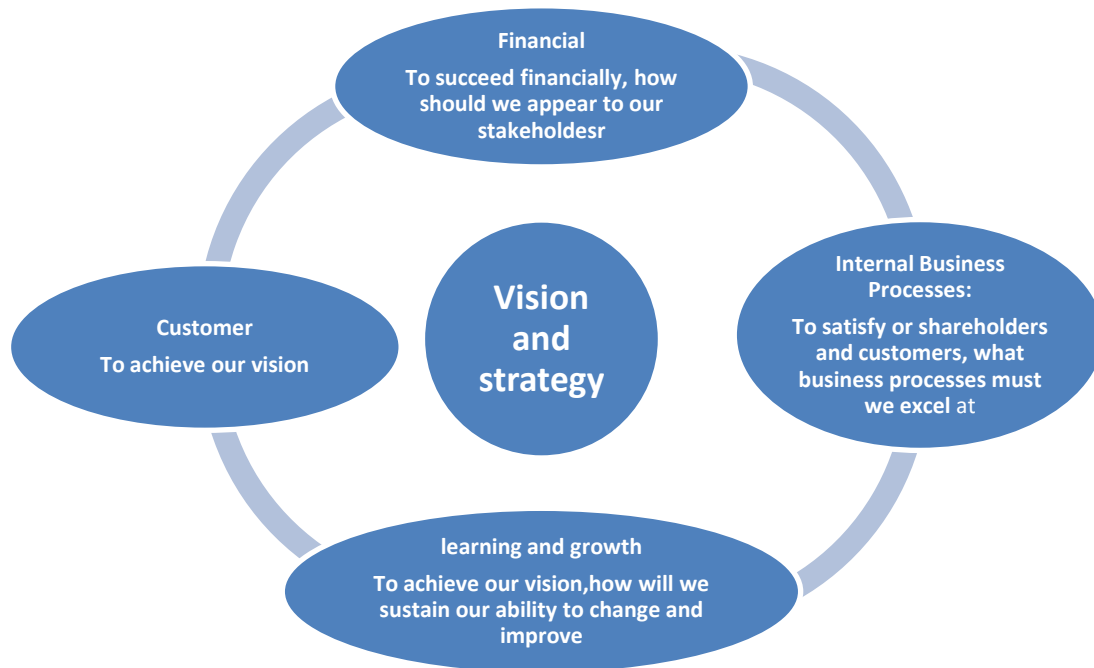 Financial
To succeed financially, how
should we appear to our
stakeholdesr
Internal Business
Processes:
To satisfy or shareholders
and customers, what
business processes must
we excel at
Vision
and
strategy
Customer
To achieve our vision
learning and growth
To achieve our vision,how will we
sustain our ability to change and
improve